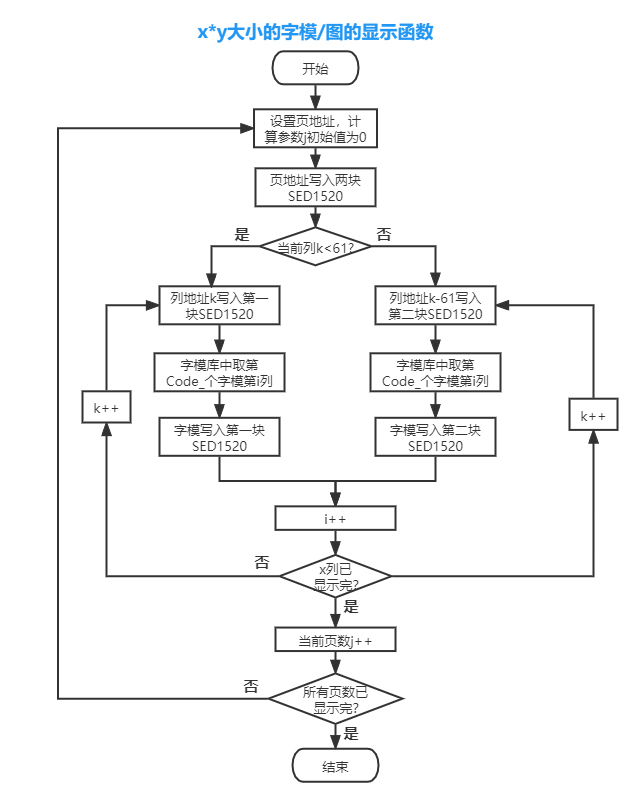 x*y大小的字模/图的显示函数
开始
设置页地址，计
算参数j初始值为0
页地址写入两块
SED1520
当前列k<61?
是
否
列地址k写入第一
块SED1520
列地址k-61写入
第二块SED1520
字模库中取第
Code_个字模第i列
字模库中取第
Code_个字模第i列
k++
k++
字模写入第一块
SED1520
字模写入第二块
SED1520
i++
否
x列已
显示完?
是
当前页数j++
否
所有页数已
显示完?
是
结束